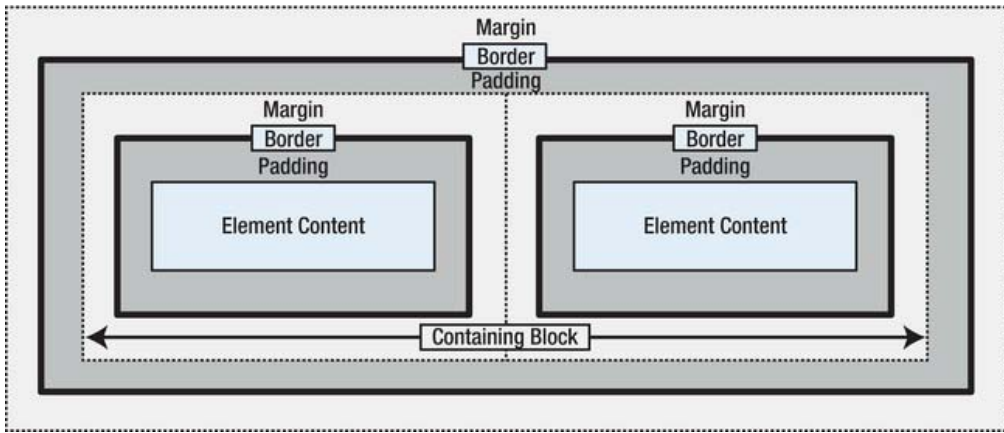 Margin
Border
Padding
Margin
Margin
Border
Border
Padding
Padding
Element Content
Element Content
Containing Block